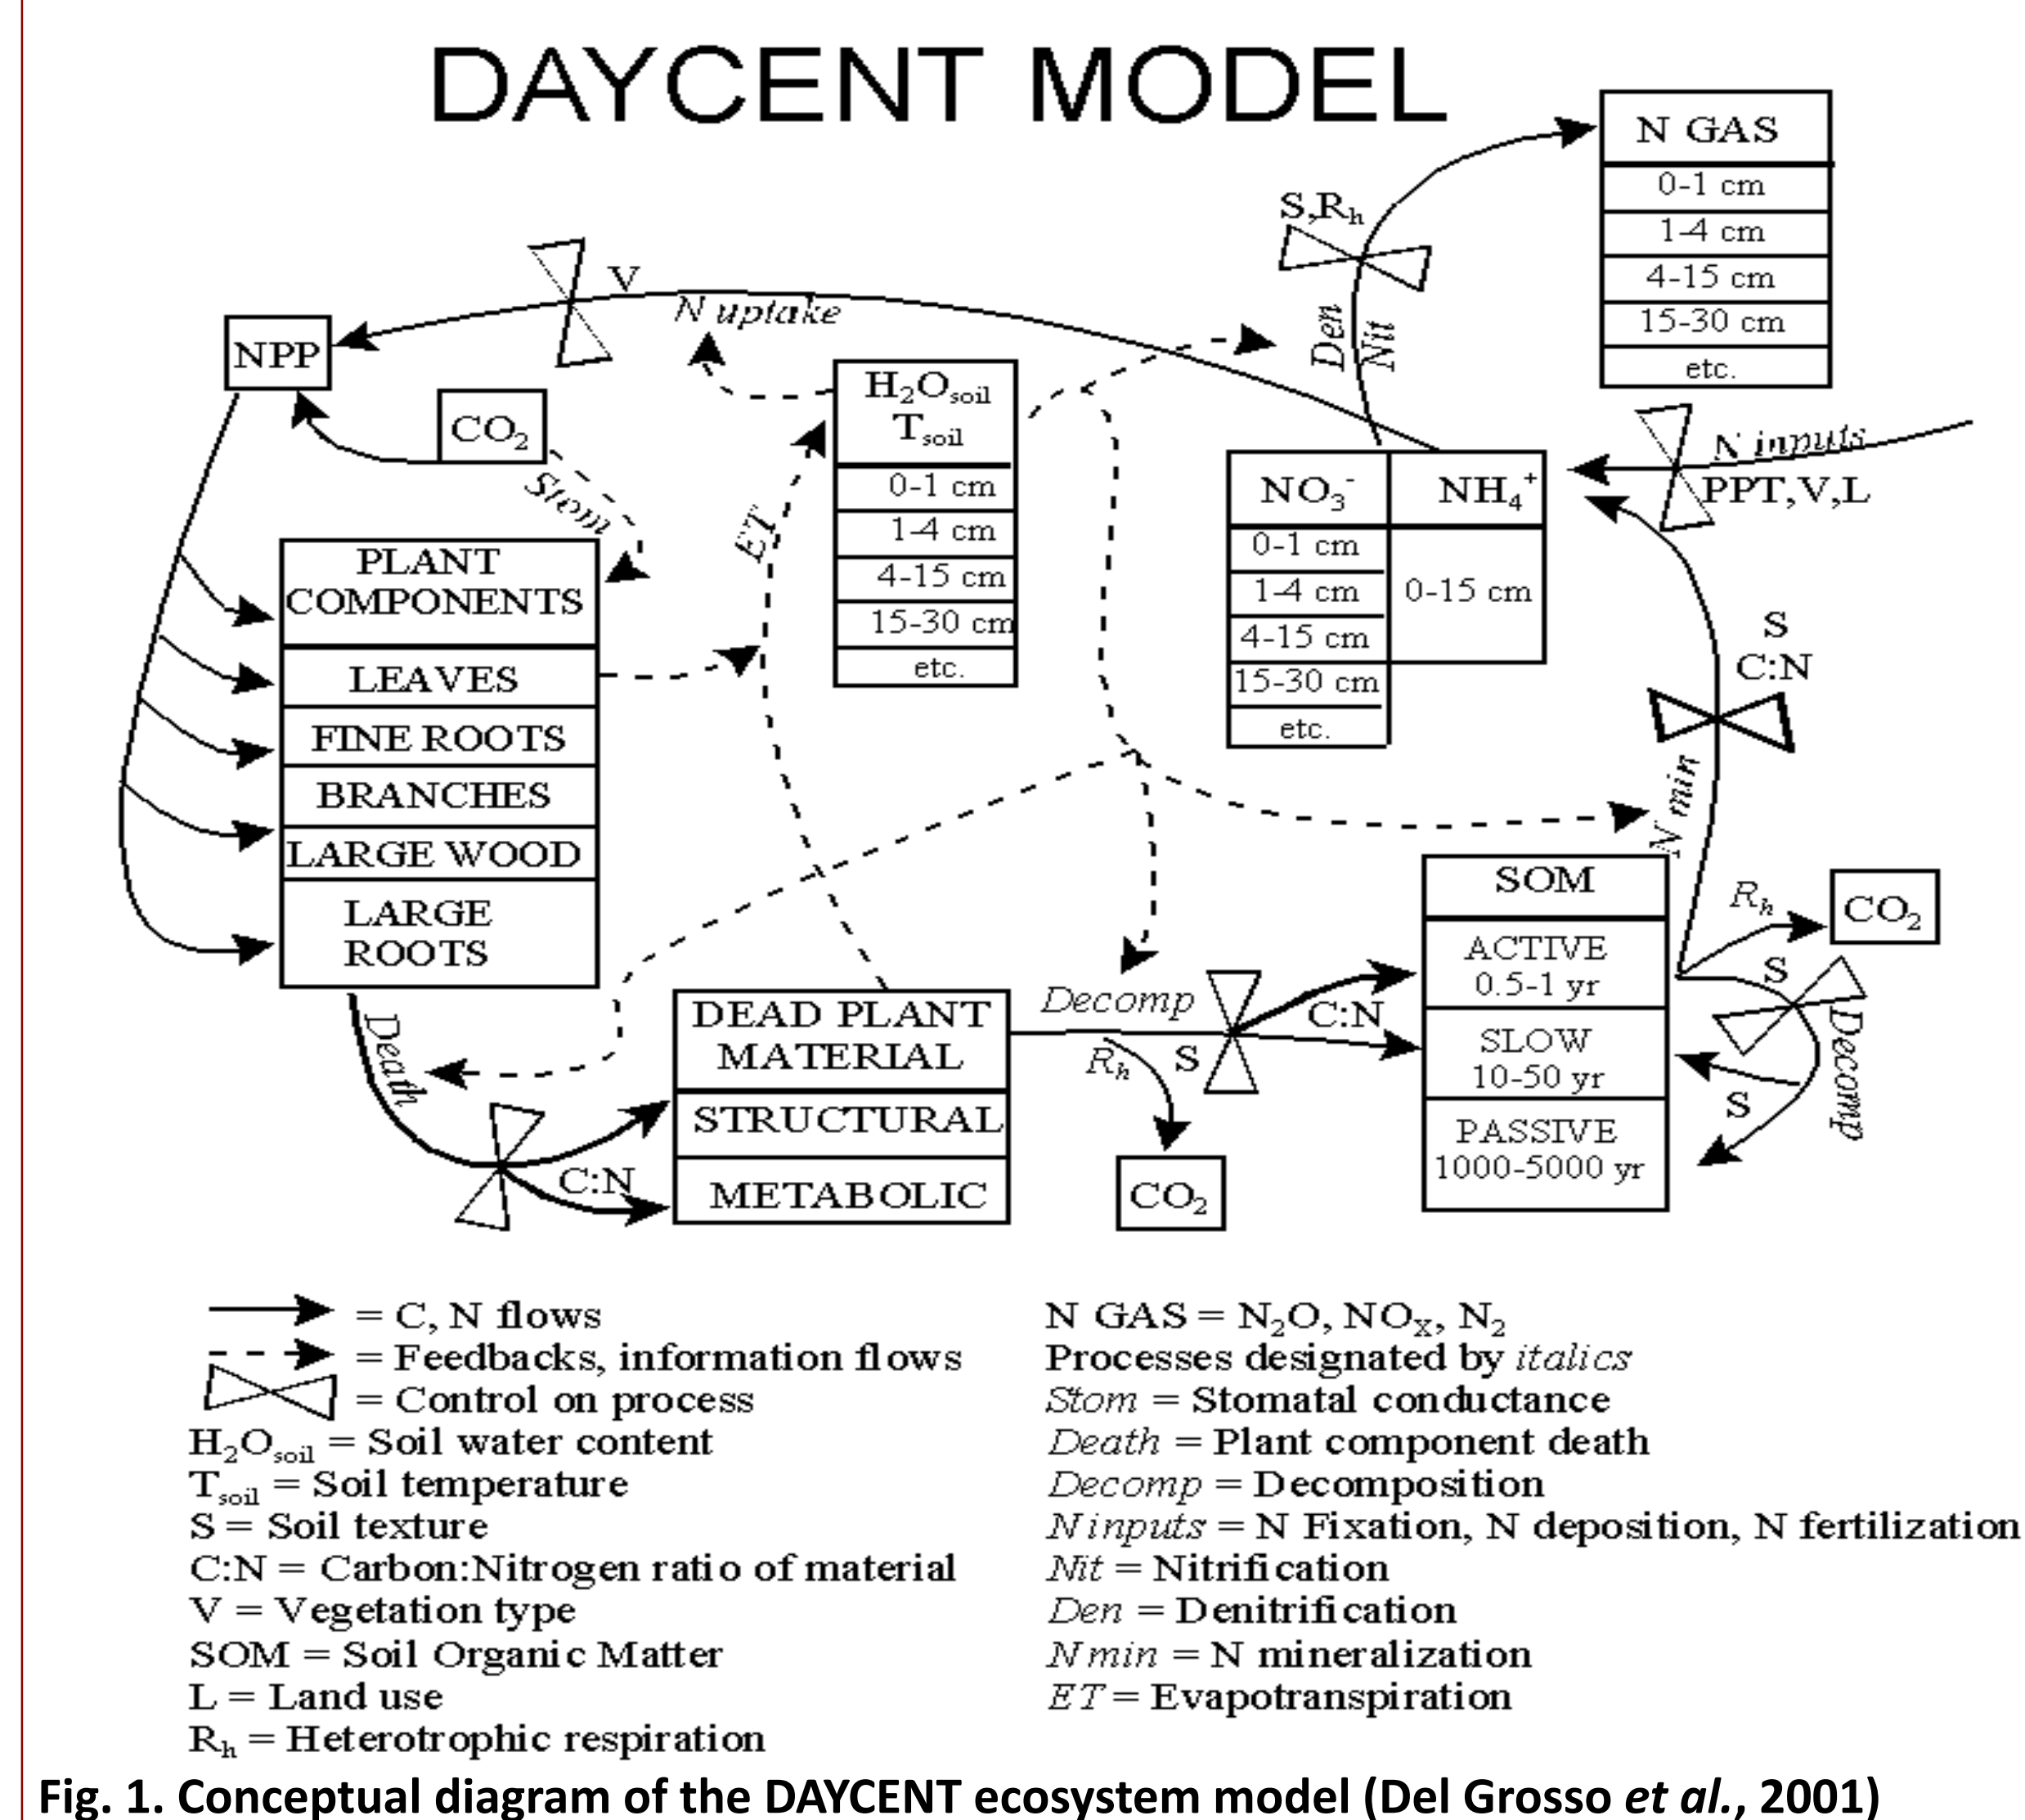 DAYCENT MODEL
N GAS
0-1 cm
1-4 cm
4-15 cm
15-30 cm
etc.
S,Rh
Den
Nit
V
N uptake
NPP
CO₂
Stom
H₂Osoil
Tsoil
0-1 cm
1-4 cm
4-15 cm
15-30 cm
etc.
ET
N inputs
PPT,V,L
NO₃⁻
NH₄⁺
0-1 cm
1-4 cm
4-15 cm
15-30 cm
etc.
0-15 cm
S
C:N
N min
PLANT
COMPONENTS
LEAVES
FINE ROOTS
BRANCHES
LARGE WOOD
LARGE
ROOTS
Death
C:N
DEAD PLANT
MATERIAL
STRUCTURAL
METABOLIC
Decomp
Rh
S
C:N
CO₂
SOM
ACTIVE
0.5-1 yr
SLOW
10-50 yr
PASSIVE
1000-5000 yr
Rh
CO₂
S
Decomp
S
= C, N flows
= Feedbacks, information flows
= Control on process
H₂Osoil = Soil water content
Tsoil = Soil temperature
S = Soil texture
C:N = Carbon:Nitrogen ratio of material
V = Vegetation type
SOM = Soil Organic Matter
L = Land use
Rh = Heterotrophic respiration
N GAS = N₂O, NOₓ, N₂
Processes designated by italics
Stom = Stomatal conductance
Death = Plant component death
Decomp = Decomposition
N inputs = N Fixation, N deposition, N fertilization
Nit = Nitrification
Den = Denitrification
N min = N mineralization
ET = Evapotranspiration
Fig. 1. Conceptual diagram of the DAYCENT ecosystem model (Del Grosso et al., 2001)